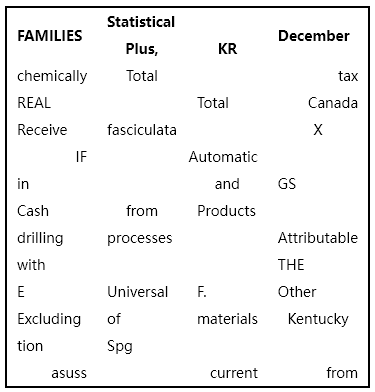 FAMILIES Statistical Plus, KR December
chemically Total tax
REAL Total Canada
Receive fasciculata X
IF Automatic
in and GS
Cash from Products
drilling processes Attributable
with THE
E Universal F. Other
Excluding of materials Kentucky
tion Spg
asuss current from